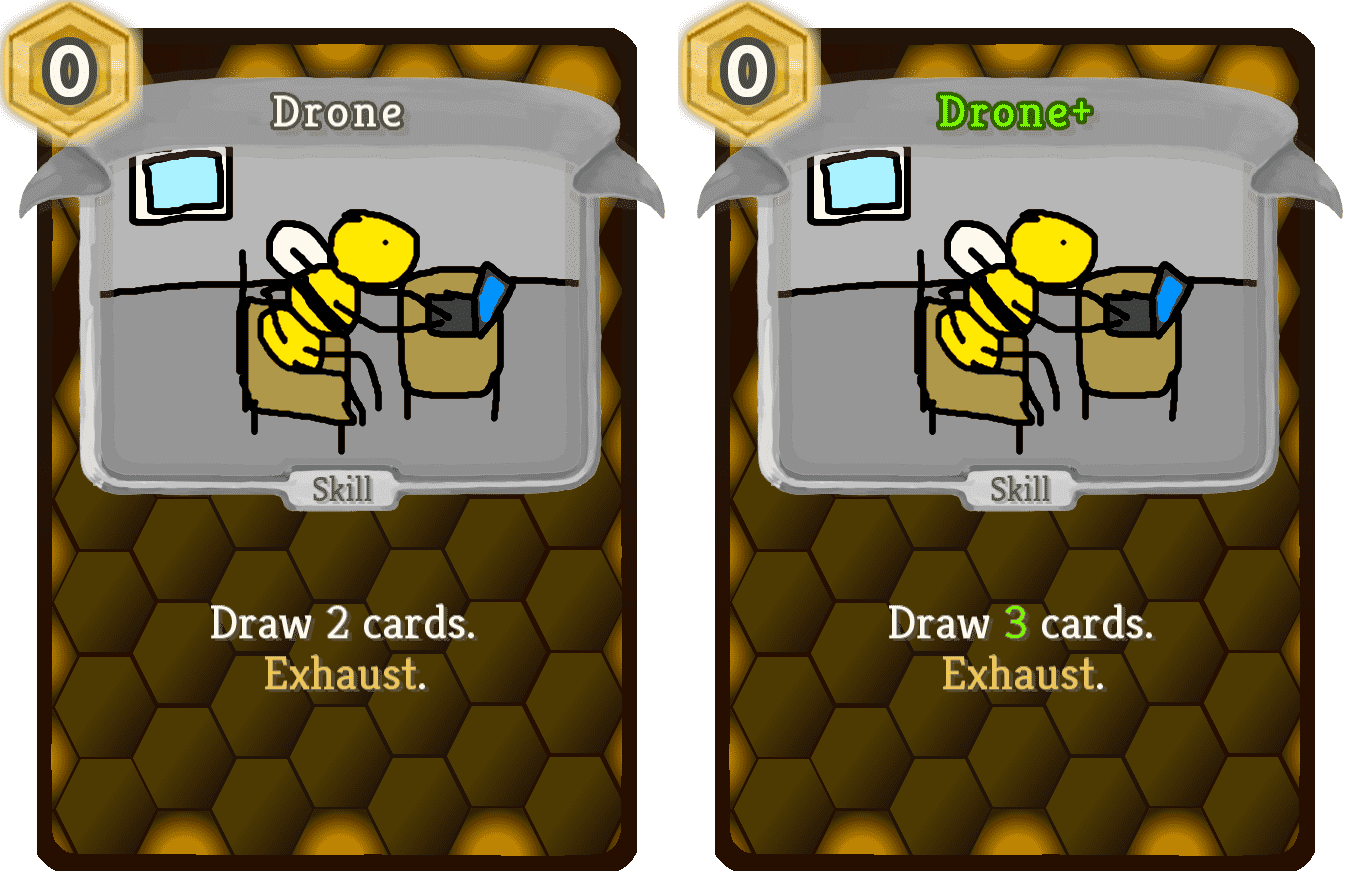 0
Drone
Skill
Draw 2 cards.
Exhaust.
0
Drone+
Skill
Draw 3 cards.
Exhaust.